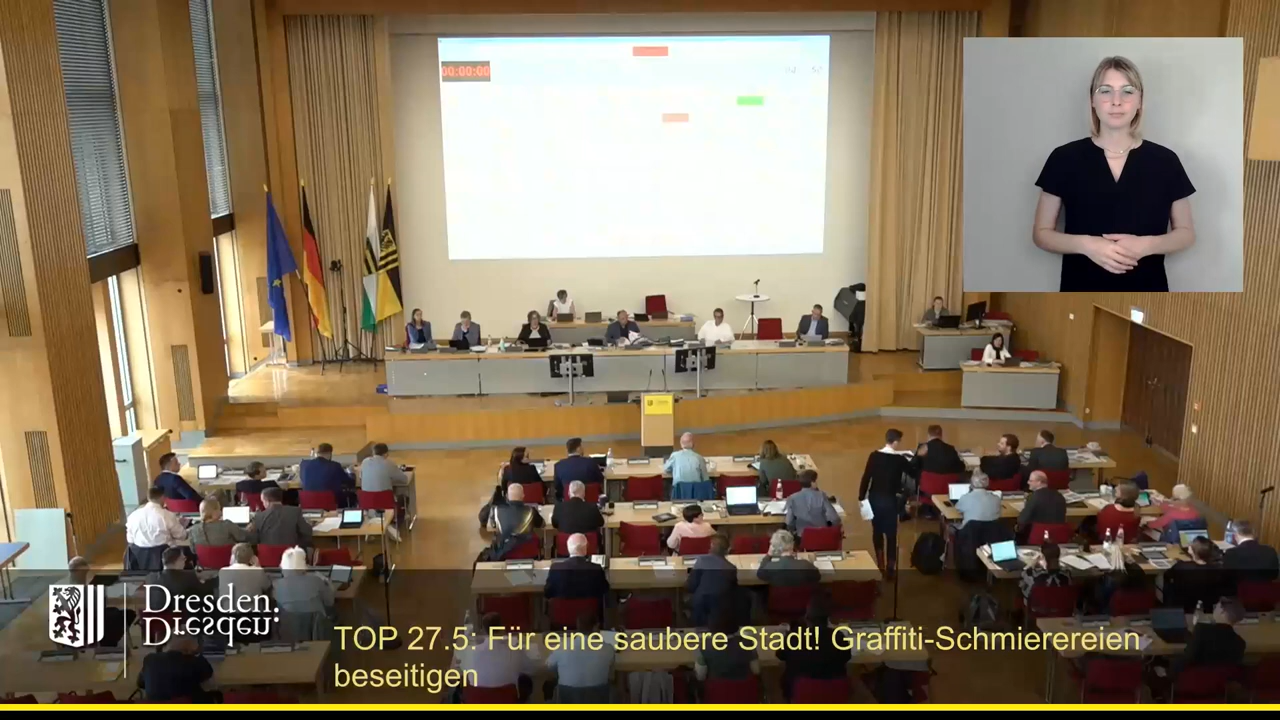 00:00:00
Dresden.
Dresden.
TOP 27.5: Für eine saubere Stadt! Graffiti-Schmierereien
beseitigen